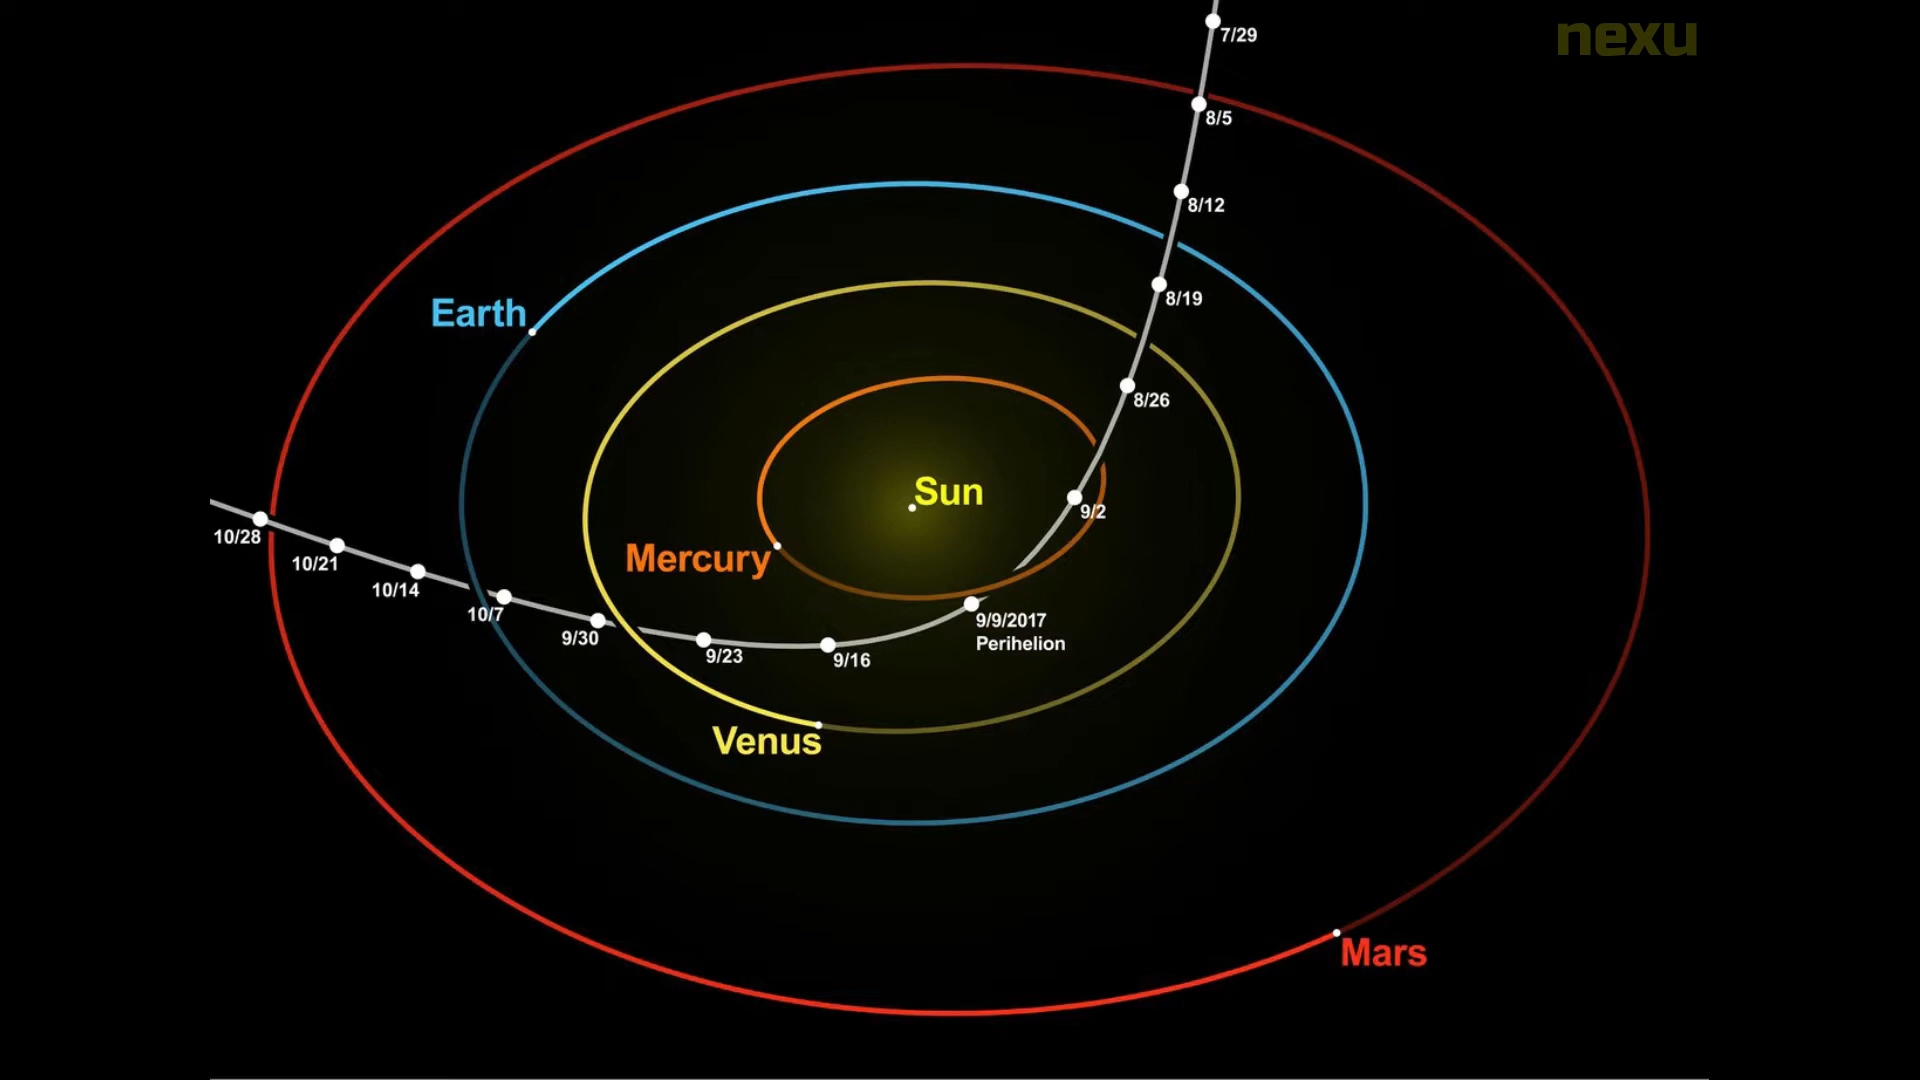 nexu
7/29
8/5
8/12
8/19
Earth
8/26
Sun
9/2
10/28
Mercury
10/21
10/14
10/7
9/9/2017
Perihelion
9/30
9/23
9/16
Venus
Mars